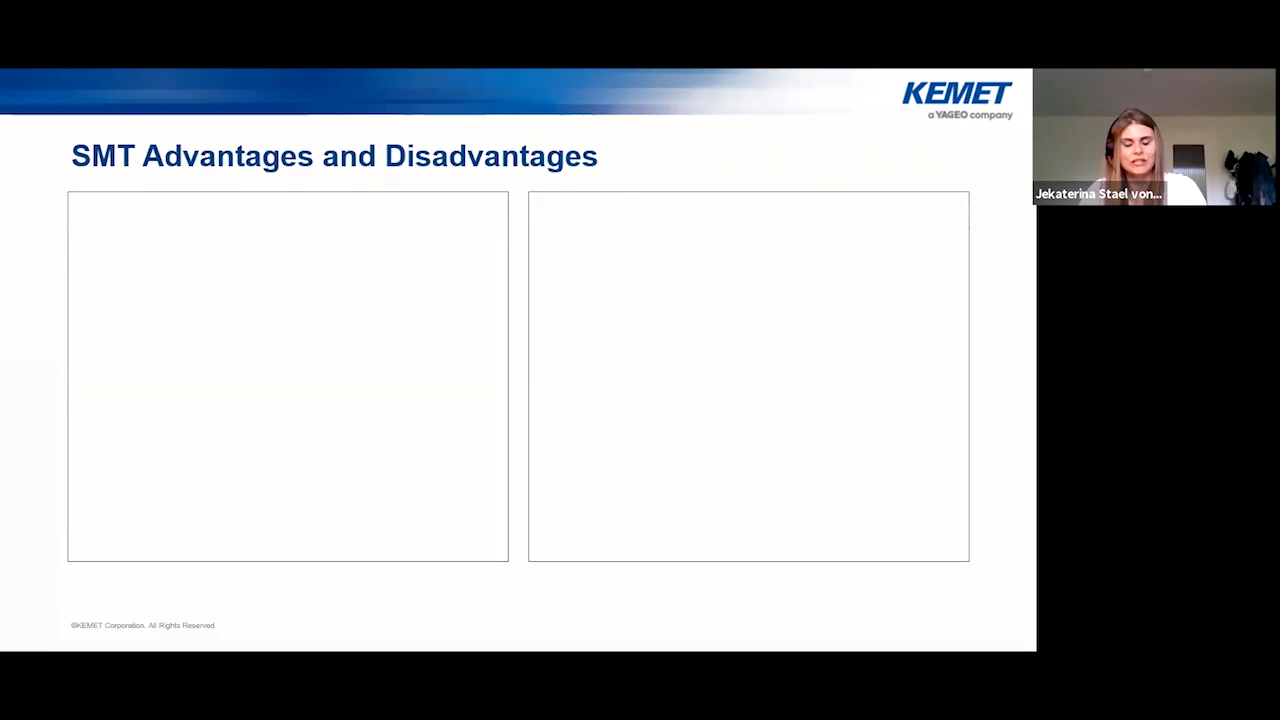 KEMET
a YAGEO company
SMT Advantages and Disadvantages
Jekaterina Stael von...
©KEMET Corporation. All Rights Reserved.